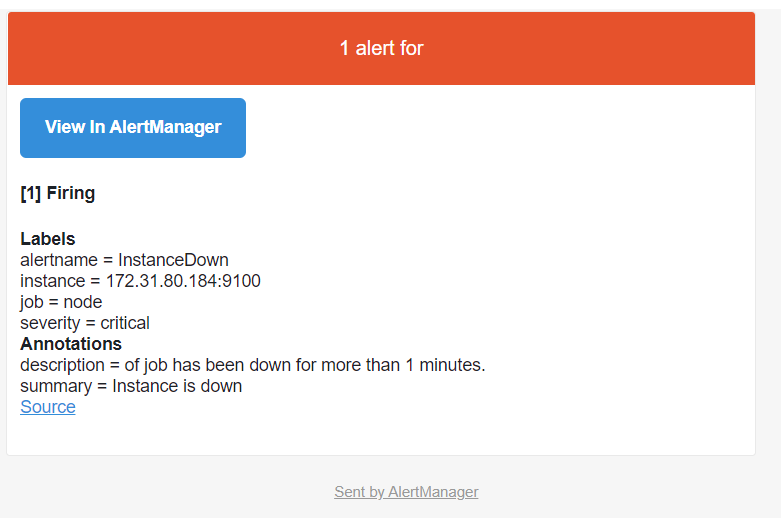 1 alert for
View In AlertManager
[1] Firing
Labels
alertname = InstanceDown
instance = 172.31.80.184:9100
job = node
severity = critical
Annotations
description = of job has been down for more than 1 minutes.
summary = Instance is down
Source
Sent by AlertManager